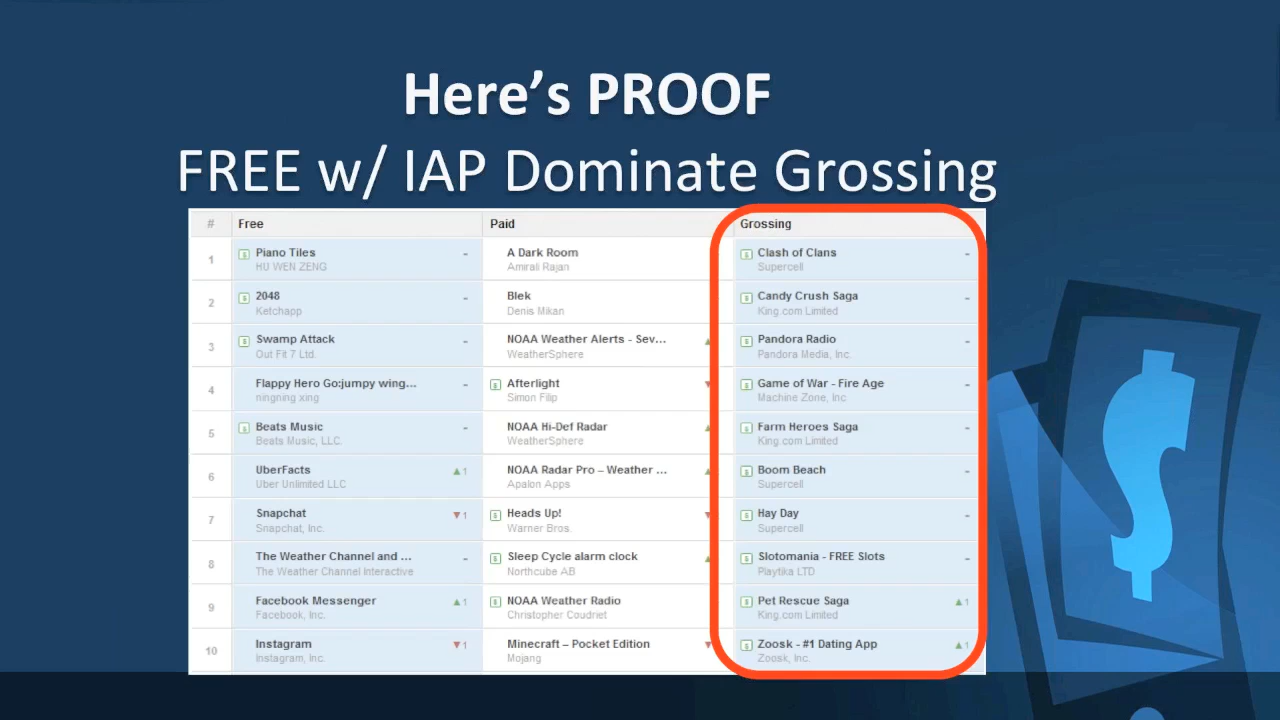 Here's PROOF
FREE w/ IAP Dominate Grossing
# Free Paid Grossing
1 $ Piano Tiles - A Dark Room $ Clash of Clans -
HU WEN ZENG Amirali Rajan Supercell
2 $ 2048 - Blek $ Candy Crush Saga -
Ketchapp Denis Mikan King.com Limited
3 $ Swamp Attack - NOAA Weather Alerts - Sev... ▲ $ Pandora Radio -
Out Fit 7 Ltd. WeatherSphere Pandora Media, Inc.
4 Flappy Hero Go:jumpy wing... - $ Afterlight ▼ $ Game of War - Fire Age -
ningning xing Simon Filip Machine Zone, Inc
5 $ Beats Music - NOAA Hi-Def Radar ▲ $ Farm Heroes Saga -
Beats Music, LLC. WeatherSphere King.com Limited
6 UberFacts ▲1 NOAA Radar Pro – Weather ... ▲ $ Boom Beach -
Uber Unlimited LLC Apalon Apps Supercell
7 Snapchat ▼1 $ Heads Up! ▼ $ Hay Day -
Snapchat, Inc. Warner Bros. Supercell
8 The Weather Channel and ... - $ Sleep Cycle alarm clock ▲ $ Slotomania - FREE Slots -
The Weather Channel Interactive Northcube AB Playtika LTD
9 Facebook Messenger ▲1 $ NOAA Weather Radio $ Pet Rescue Saga ▲1
Facebook, Inc. Christopher Coudriet King.com Limited
10 Instagram ▼1 Minecraft – Pocket Edition ▼ $ Zoosk - #1 Dating App ▲1
Instagram, Inc. Mojang Zoosk, Inc.
$